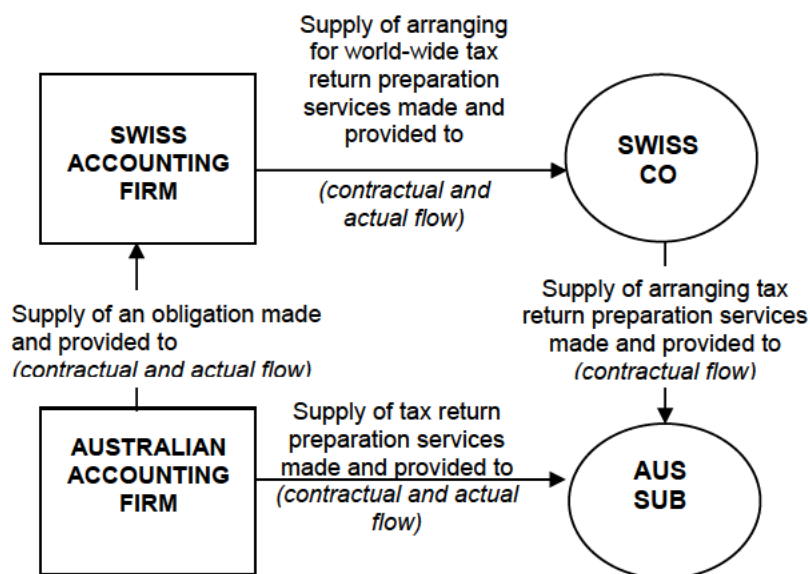 Supply of arranging
for world-wide tax
return preparation
services made and
provided to
SWISS
ACCOUNTING
FIRM
SWISS
CO
(contractual and
actual flow)
Supply of an obligation made
and provided to
(contractual and actual flow)
Supply of arranging tax
return preparation services
made and provided to
(contractual flow)
AUSTRALIAN
ACCOUNTING
FIRM
Supply of tax return
preparation services
made and provided to
(contractual and actual
flow)
AUS
SUB